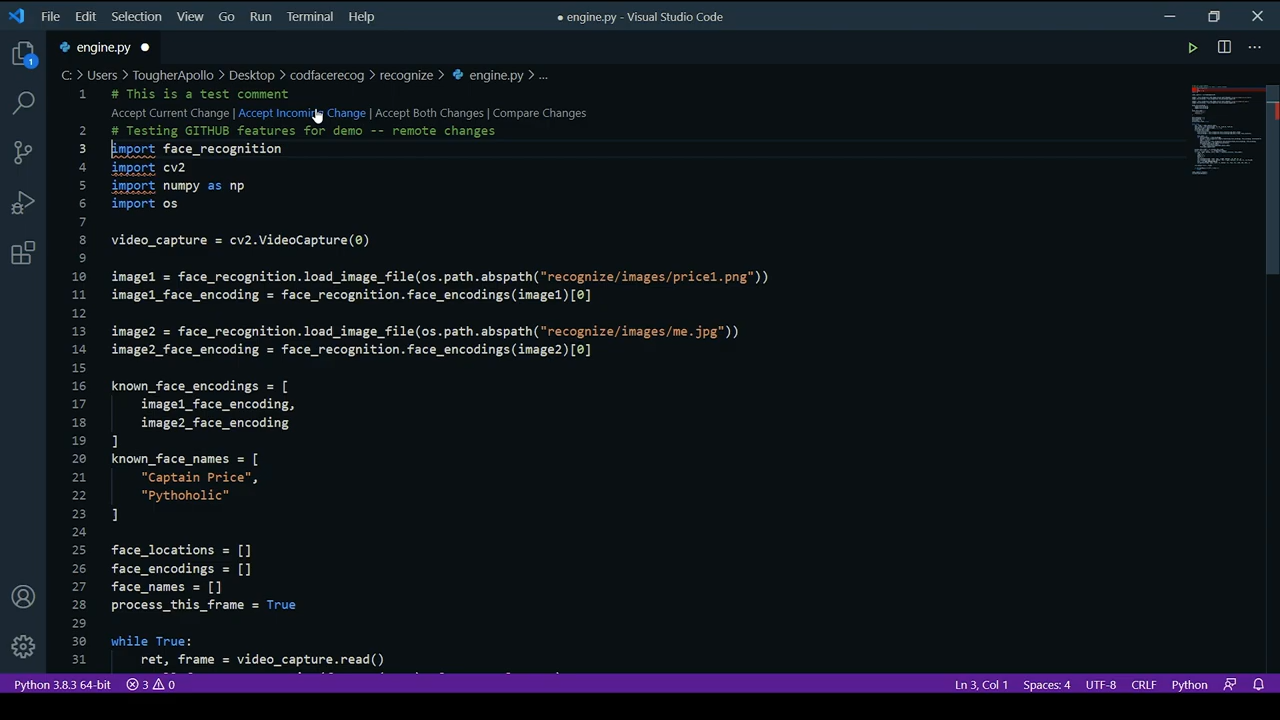 File Edit Selection View Go Run Terminal Help
● engine.py - Visual Studio Code
engine.py
C: > Users > TougherApollo > Desktop > codfacerecog > recognize > engine.py > ...
1 # This is a test comment
Accept Current Change | Accept Incoming Change | Accept Both Changes | Compare Changes
2 # Testing GITHUB features for demo -- remote changes
3 import face_recognition
4 import cv2
5 import numpy as np
6 import os
7
8 video_capture = cv2.VideoCapture(0)
9
10 image1 = face_recognition.load_image_file(os.path.abspath("recognize/images/price1.png"))
11 image1_face_encoding = face_recognition.face_encodings(image1)[0]
12
13 image2 = face_recognition.load_image_file(os.path.abspath("recognize/images/me.jpg"))
14 image2_face_encoding = face_recognition.face_encodings(image2)[0]
15
16 known_face_encodings = [
17 image1_face_encoding,
18 image2_face_encoding
19 ]
20 known_face_names = [
21 "Captain Price",
22 "Pythoholic"
23 ]
24
25 face_locations = []
26 face_encodings = []
27 face_names = []
28 process_this_frame = True
29
30 while True:
31 ret, frame = video_capture.read()
1
Python 3.8.3 64-bit 3 0 Ln 3, Col 1 Spaces: 4 UTF-8 CRLF Python